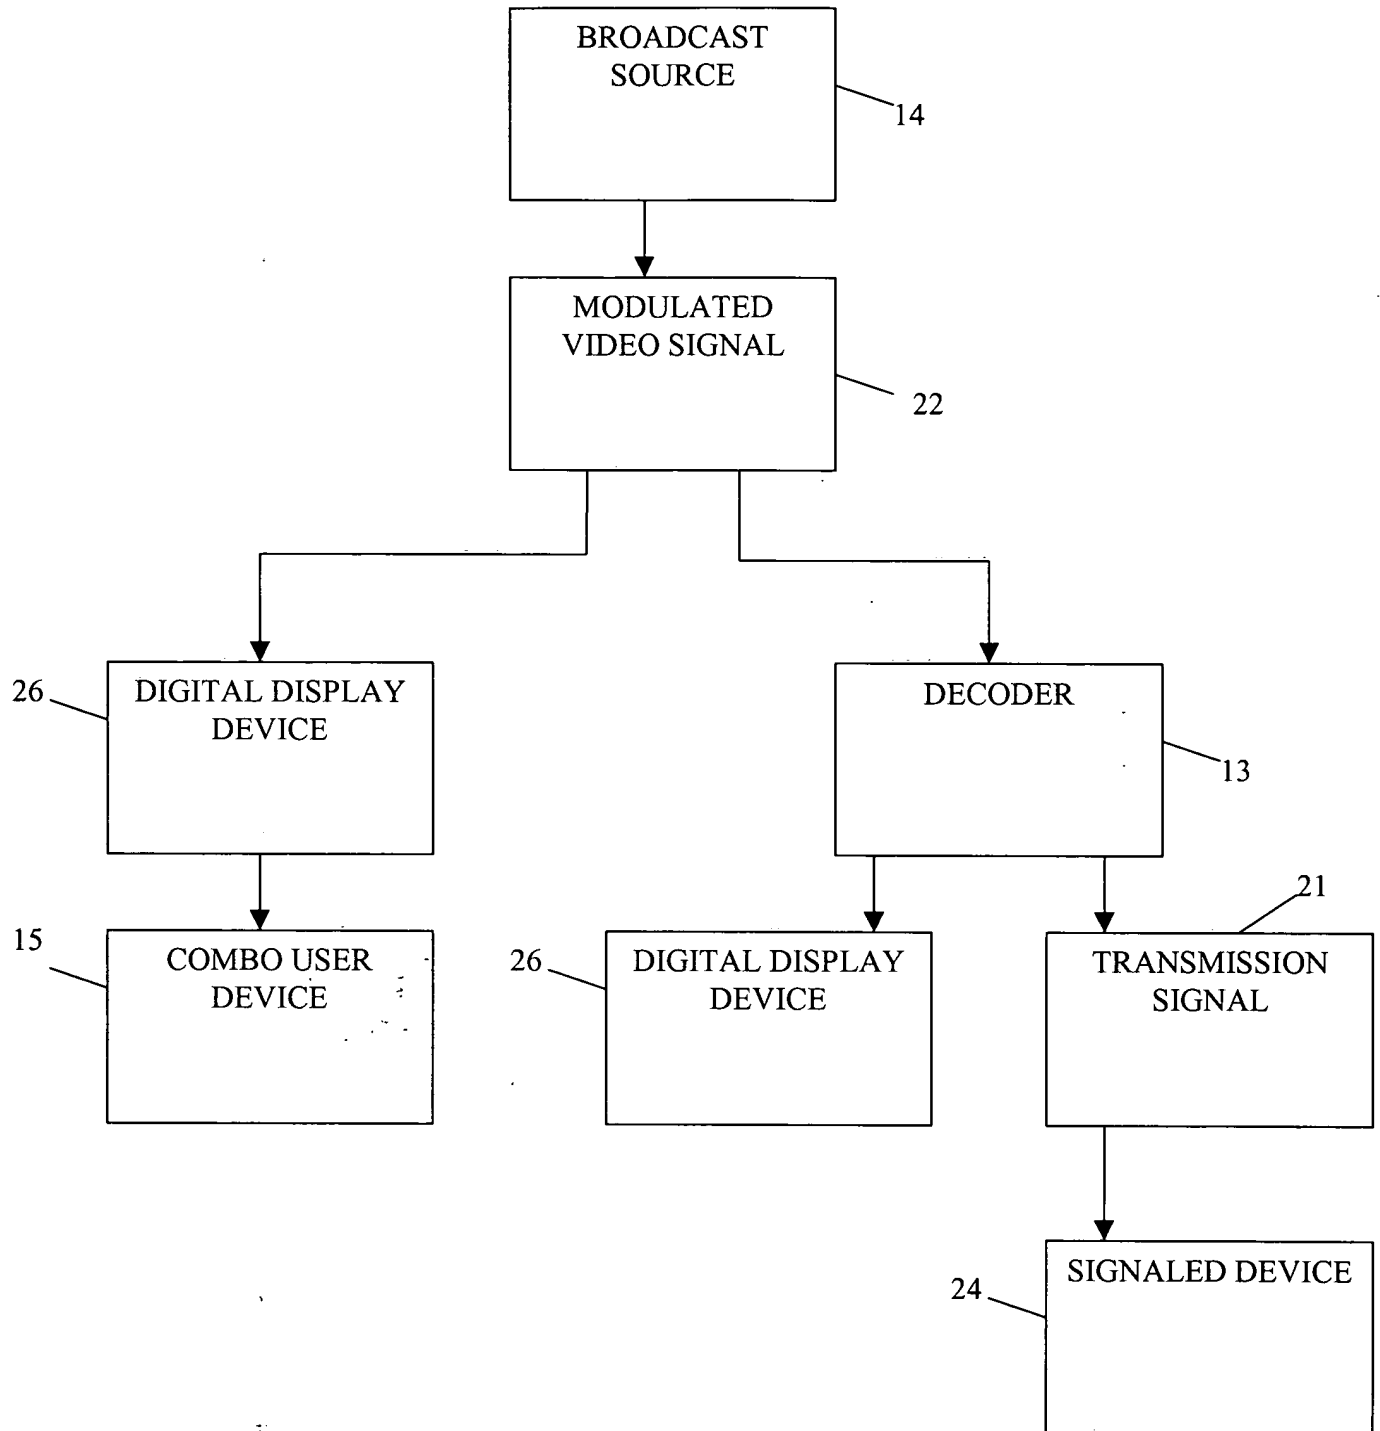 BROADCAST
SOURCE
14
MODULATED
VIDEO SIGNAL
22
26
DIGITAL DISPLAY
DEVICE
DECODER
13
15
COMBO USER
DEVICE
26
DIGITAL DISPLAY
DEVICE
21
TRANSMISSION
SIGNAL
24
SIGNALED DEVICE